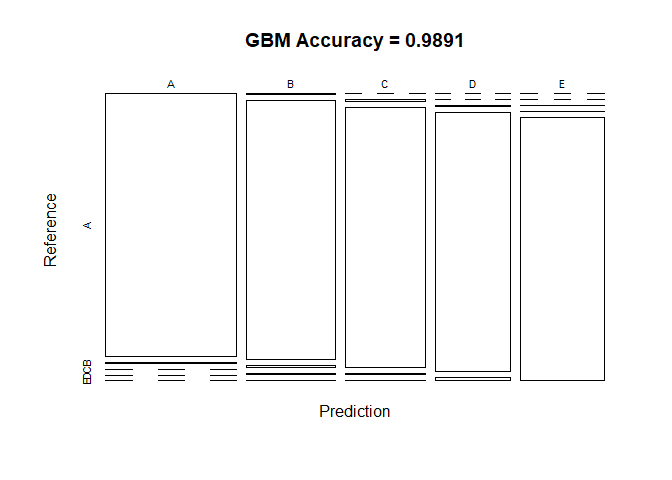 GBM Accuracy = 0.9891
A B C D E
Reference
A
EDCB
Prediction